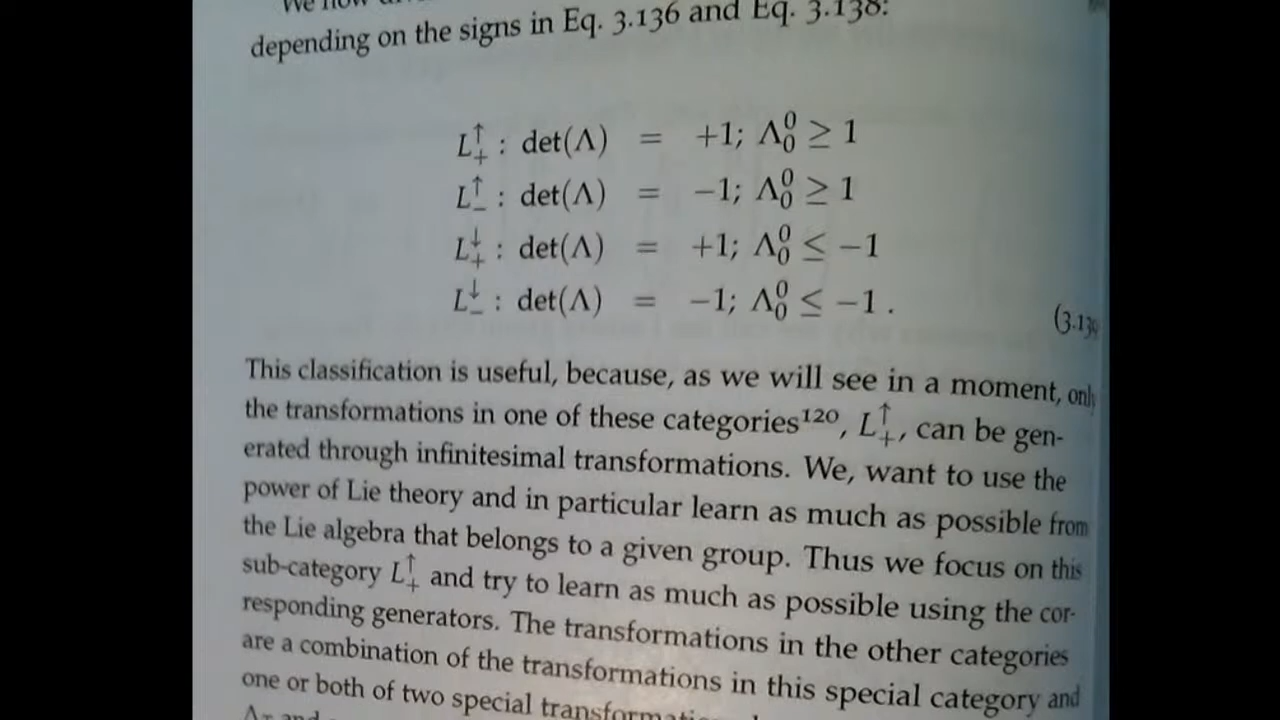 We now
depending on the signs in Eq. 3.136 and Eq. 3.138:
L↑+ : det(Λ) = +1; Λ⁰₀ ≥ 1
L↑− : det(Λ) = −1; Λ⁰₀ ≥ 1
L↓+ : det(Λ) = +1; Λ⁰₀ ≤ −1
L↓− : det(Λ) = −1; Λ⁰₀ ≤ −1 .
(3.139
This classification is useful, because, as we will see in a moment, only
the transformations in one of these categories¹²⁰, L↑+, can be gen-
erated through infinitesimal transformations. We, want to use the
power of Lie theory and in particular learn as much as possible from
the Lie algebra that belongs to a given group. Thus we focus on this
sub-category L↑+ and try to learn as much as possible using the cor-
responding generators. The transformations in the other categories
are a combination of the transformations in this special category and
one or both of two special transformations
and